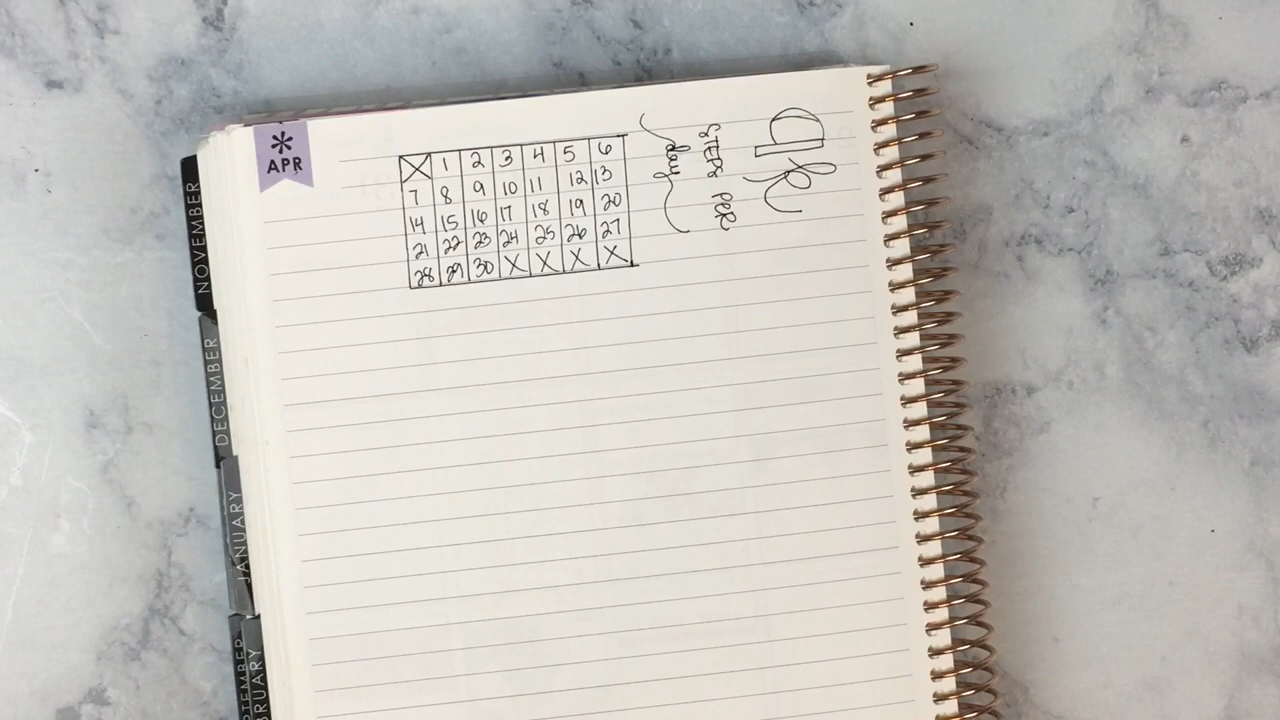 * APR
X 1 2 3 4 5 6
7 8 9 10 11 12 13
14 15 16 17 18 19 20
21 22 23 24 25 26 27
28 29 30 X X X X
STEPS PER
day
NOVEMBER
DECEMBER
JANUARY